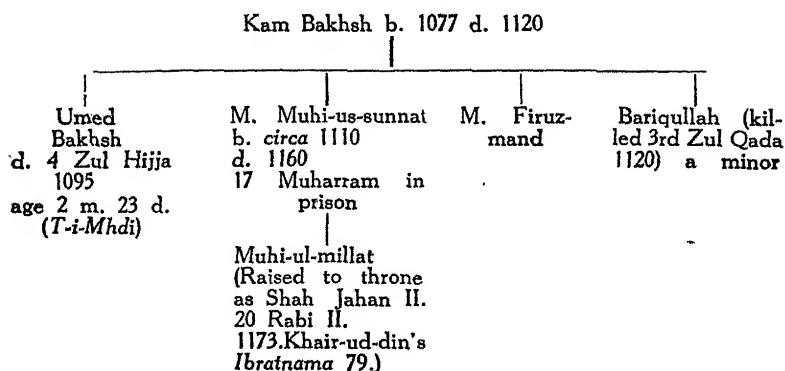 Kam Bakhsh b. 1077 d. 1120
Umed
Bakhsh
d. 4 Zul Hijja
1095
age 2 m. 23 d.
(T-i-Mhdi)
M. Muhi-us-sunnat
b. circa 1110
d. 1160
17 Muharram in
prison
Muhi-ul-millat
(Raised to throne
as Shah Jahan II.
20 Rabi II.
1173.Khair-ud-din's
Ibratnama 79.)
M. Firuz-
mand
Bariqullah (kil-
led 3rd Zul Qada
1120) a minor